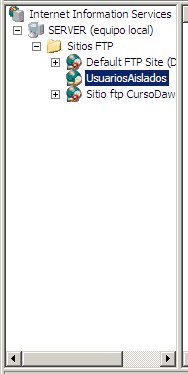 Internet Information Services
SERVER (equipo local)
Sitios FTP
Default FTP Site (D
UsuariosAislados
Sitio ftp CursoDaw